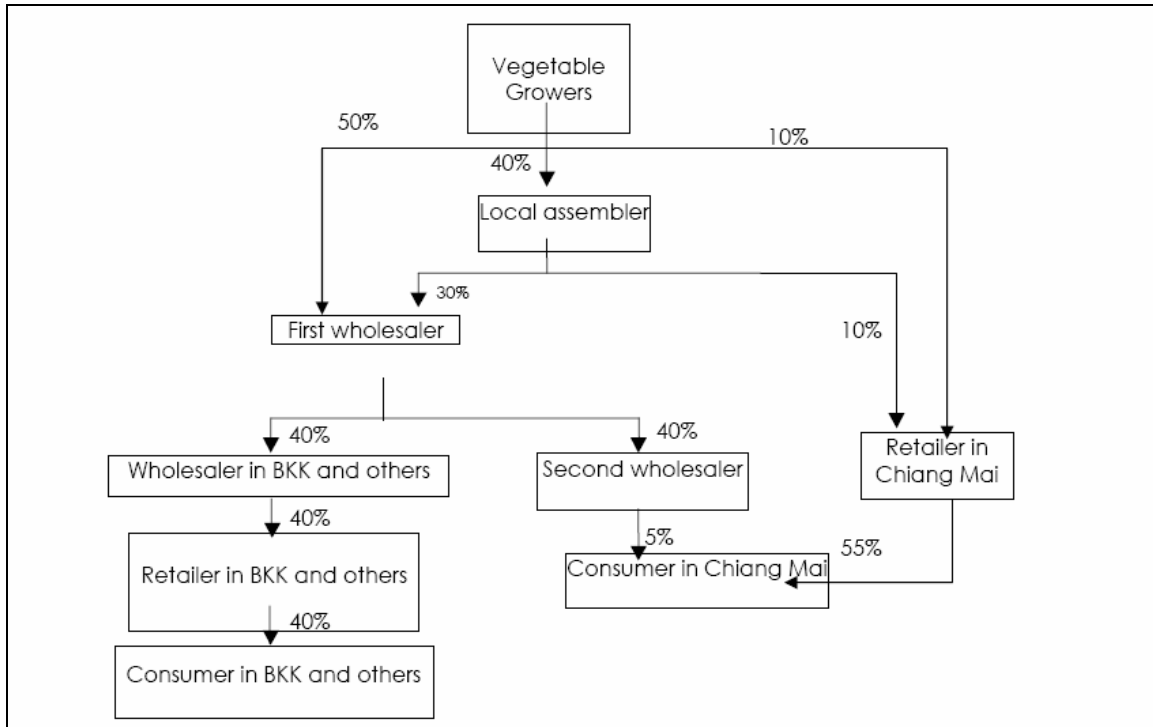 Vegetable
Growers
50%
10%
40%
Local assembler
30%
First wholesaler
10%
40%
40%
Retailer in
Chiang Mai
Wholesaler in BKK and others
Second wholesaler
40%
5%
55%
Consumer in Chiang Mai
Retailer in BKK and others
40%
Consumer in BKK and others